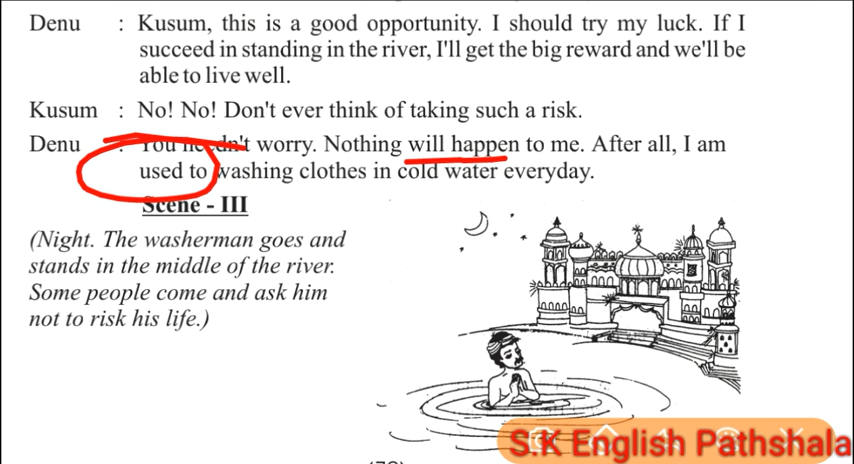 Denu : Kusum, this is a good opportunity. I should try my luck. If I
succeed in standing in the river, I'll get the big reward and we'll be
able to live well.
Kusum : No! No! Don't ever think of taking such a risk.
Denu : You needn't worry. Nothing will happen to me. After all, I am
used to washing clothes in cold water everyday.
Scene - III
(Night. The washerman goes and
stands in the middle of the river.
Some people come and ask him
not to risk his life.)
S.K English Pathshala